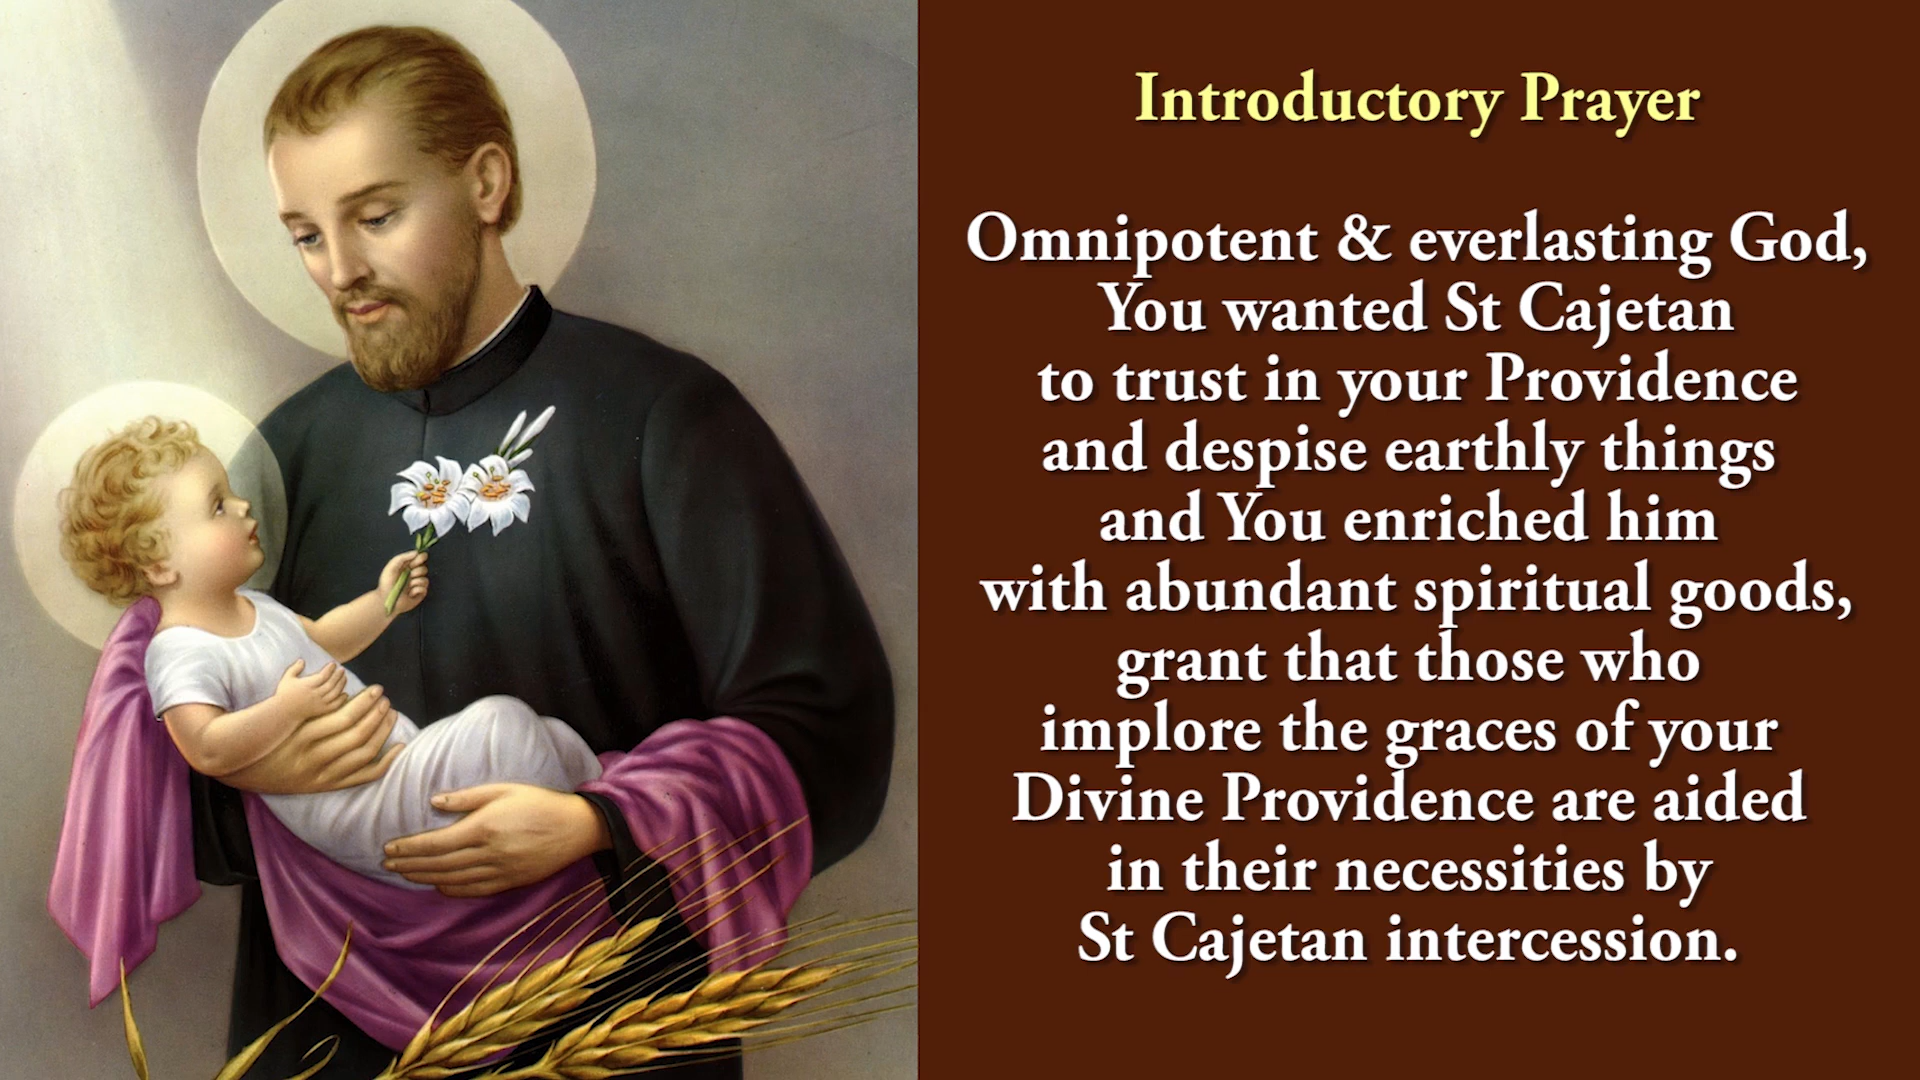 Introductory Prayer
Omnipotent & everlasting God,
You wanted St Cajetan
to trust in your Providence
and despise earthly things
and You enriched him
with abundant spiritual goods,
grant that those who
implore the graces of your
Divine Providence are aided
in their necessities by
St Cajetan intercession.